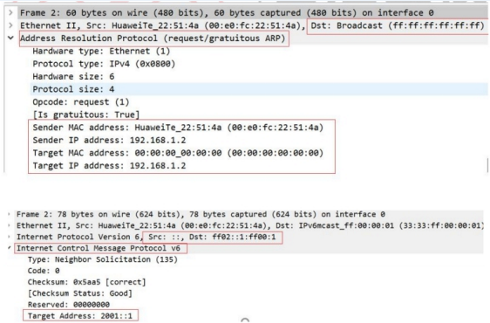 Frame 2: 60 bytes on wire (480 bits), 60 bytes captured (480 bits) on interface 0
Ethernet II, Src: HuaweiTe_22:51:4a (00:e0:fc:22:51:4a), Dst: Broadcast (ff:ff:ff:ff:ff:ff)
Address Resolution Protocol (request/gratuitous ARP)
Hardware type: Ethernet (1)
Protocol type: IPv4 (0x0800)
Hardware size: 6
Protocol size: 4
Opcode: request (1)
[Is gratuitous: True]
Sender MAC address: HuaweiTe_22:51:4a (00:e0:fc:22:51:4a)
Sender IP address: 192.168.1.2
Target MAC address: 00:00:00_00:00:00 (00:00:00:00:00:00)
Target IP address: 192.168.1.2
Frame 2: 78 bytes on wire (624 bits), 78 bytes captured (624 bits) on interface 0
Ethernet II, Src: HuaweiTe_22:51:4a (00:e0:fc:22:51:4a), Dst: IPv6mcast_ff:00:00:01 (33:33:ff:00:00:01)
Internet Protocol Version 6, Src: ::, Dst: ff02::1:ff00:1
Internet Control Message Protocol v6
Type: Neighbor Solicitation (135)
Code: 0
Checksum: 0x5aa5 [correct]
[Checksum Status: Good]
Reserved: 00000000
Target Address: 2001::1